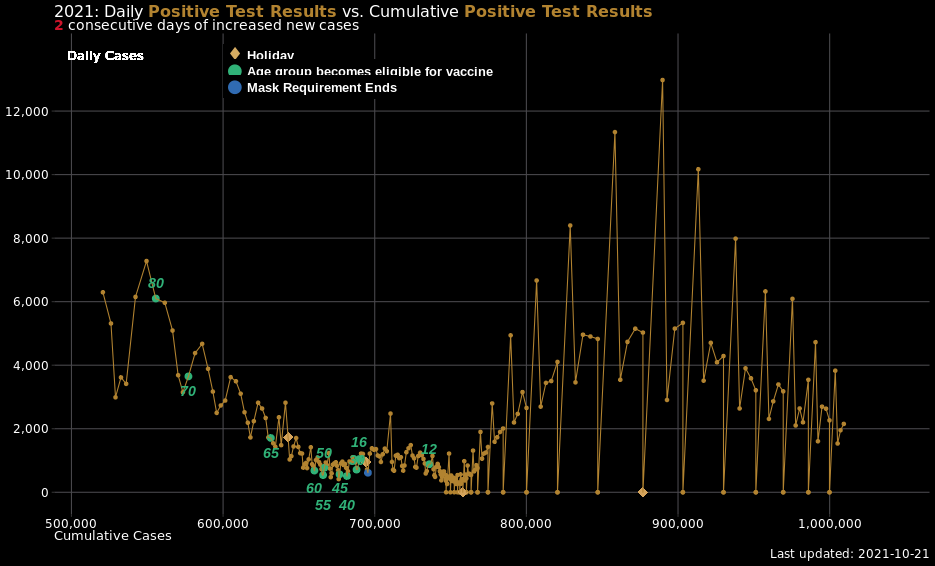 2021: Daily Positive Test Results vs. Cumulative Positive Test Results
2 consecutive days of increased new cases
Daily Cases
Holiday
Age group becomes eligible for vaccine
Mask Requirement Ends
12,000
10,000
8,000
6,000
4,000
2,000
0
80
70
65
60
55
50
45
40
16
12
500,000 600,000 700,000 800,000 900,000 1,000,000
Cumulative Cases
Last updated: 2021-10-21